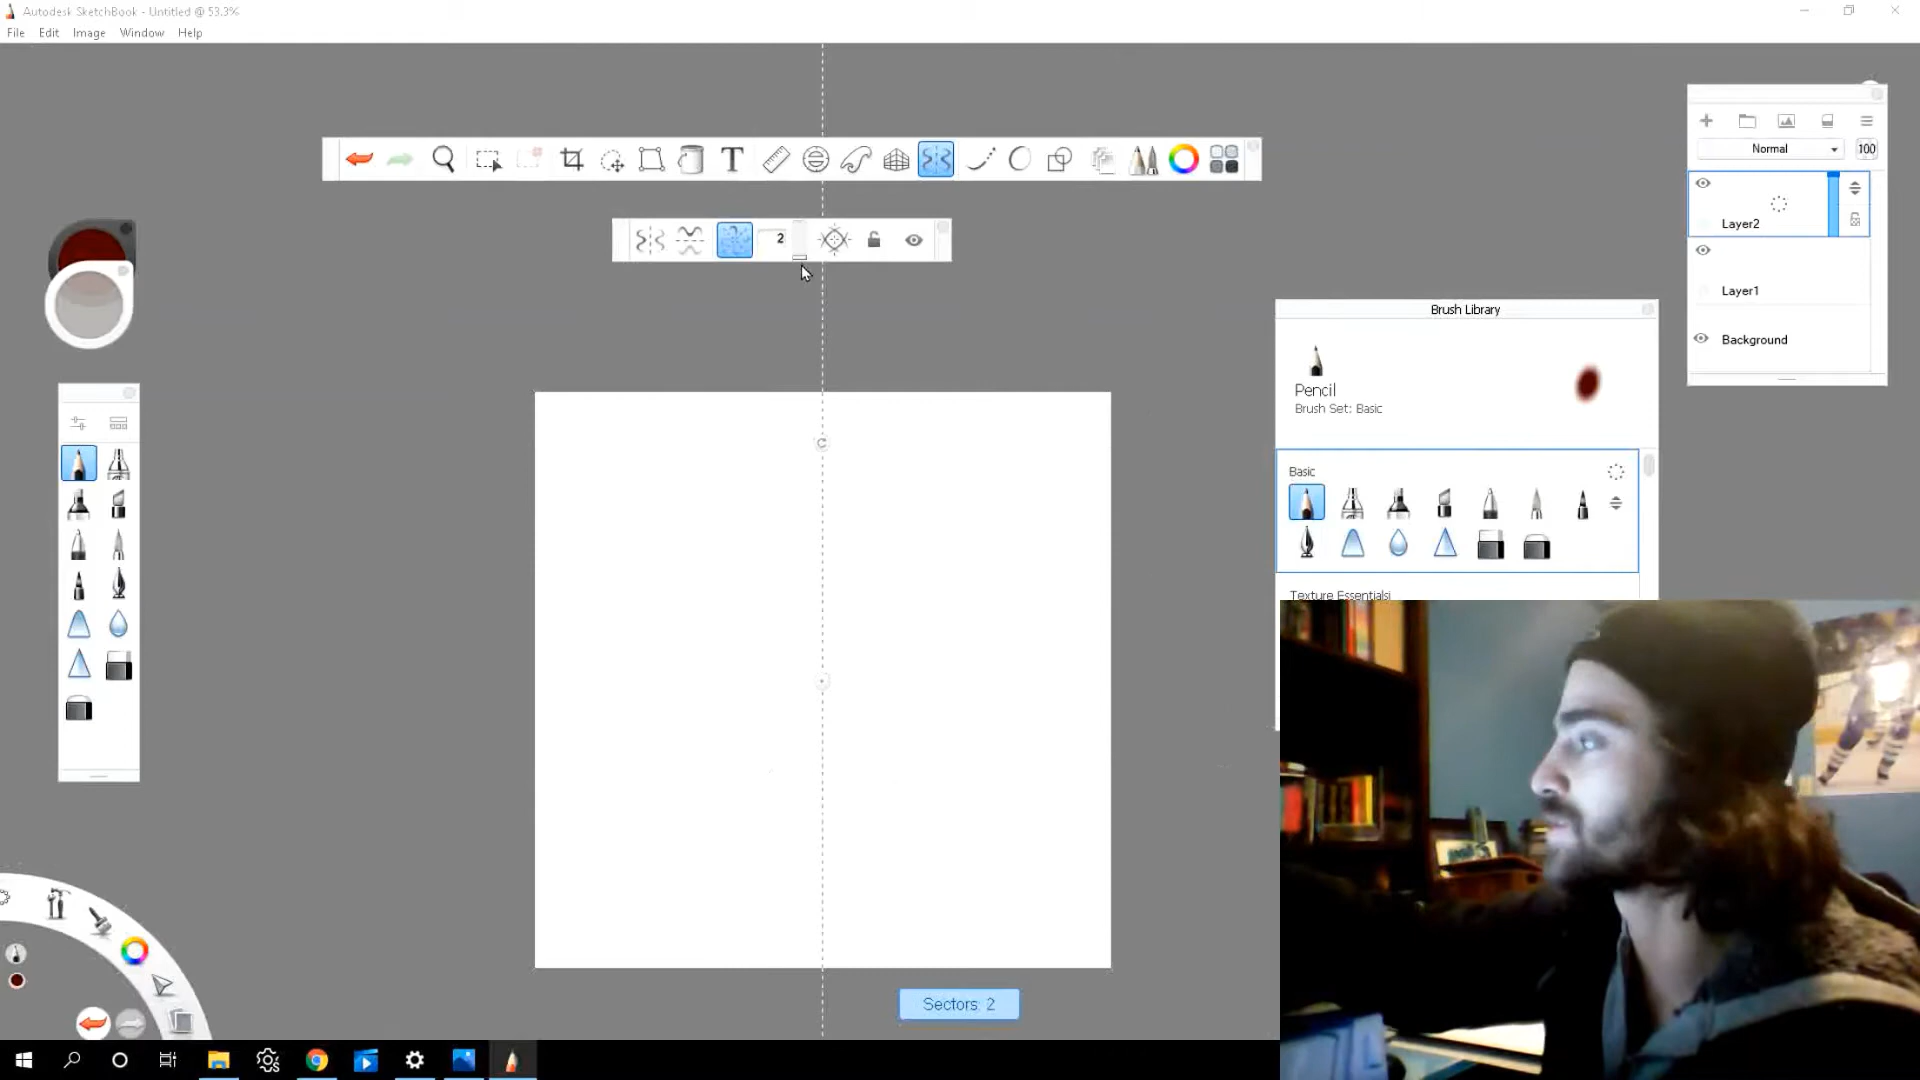 Autodesk SketchBook - Untitled @ 53.3%
File Edit Image Window Help
T
Normal 100
2
Layer2
Layer1
Background
Brush Library
Pencil
Brush Set: Basic
Basic
Texture Essentials
Sectors: 2